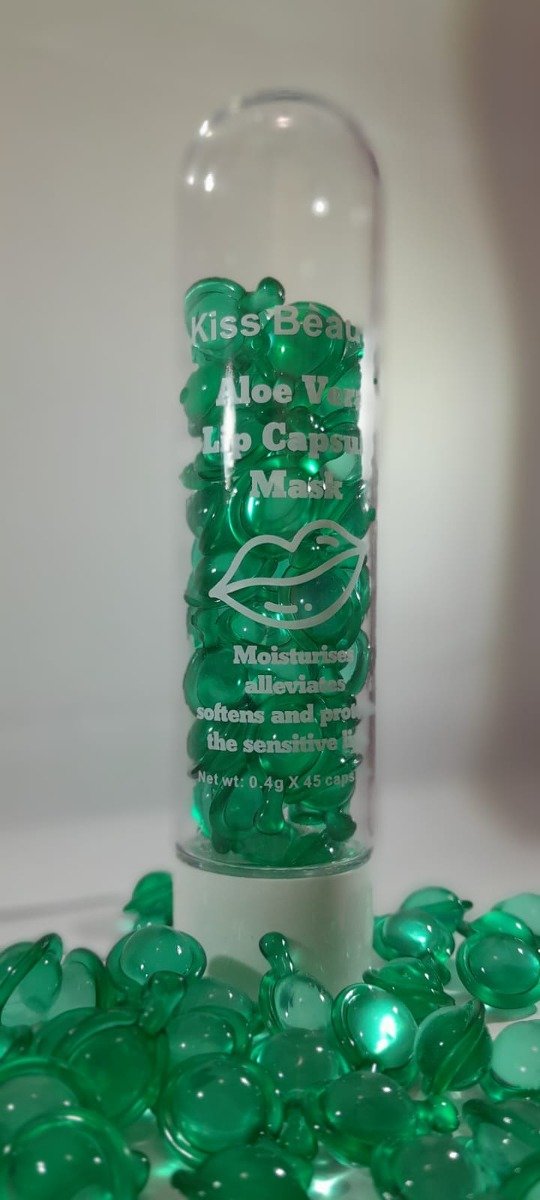 Kiss Beau
Aloe Vera
Lip Capsu
Mask
Moisturises
alleviates
softens and pro
the sensitive li
Net wt: 0.4g X 45 caps